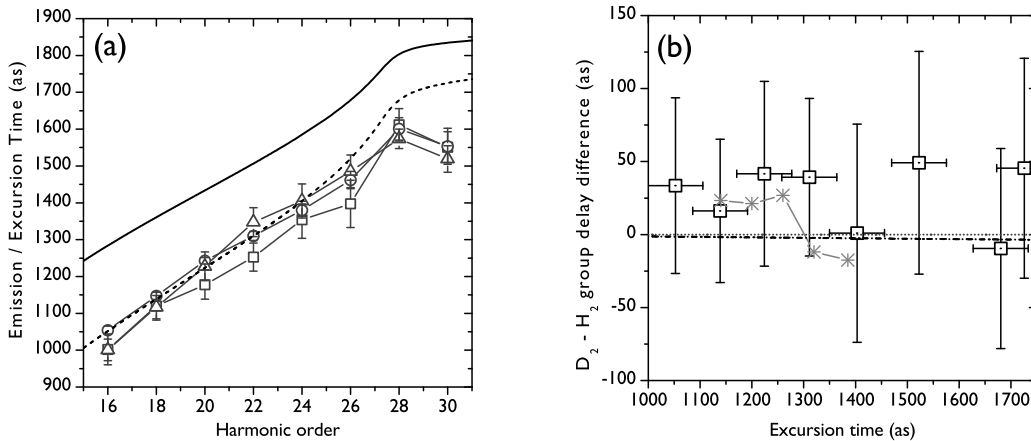 (a)
Emission / Excursion Time (as)
1900
1800
1700
1600
1500
1400
1300
1200
1100
1000
900
16 18 20 22 24 26 28 30
Harmonic order
(b)
D₂ - H₂ group delay difference (as)
150
100
50
0
-50
-100
1000 1100 1200 1300 1400 1500 1600 1700
Excursion time (as)